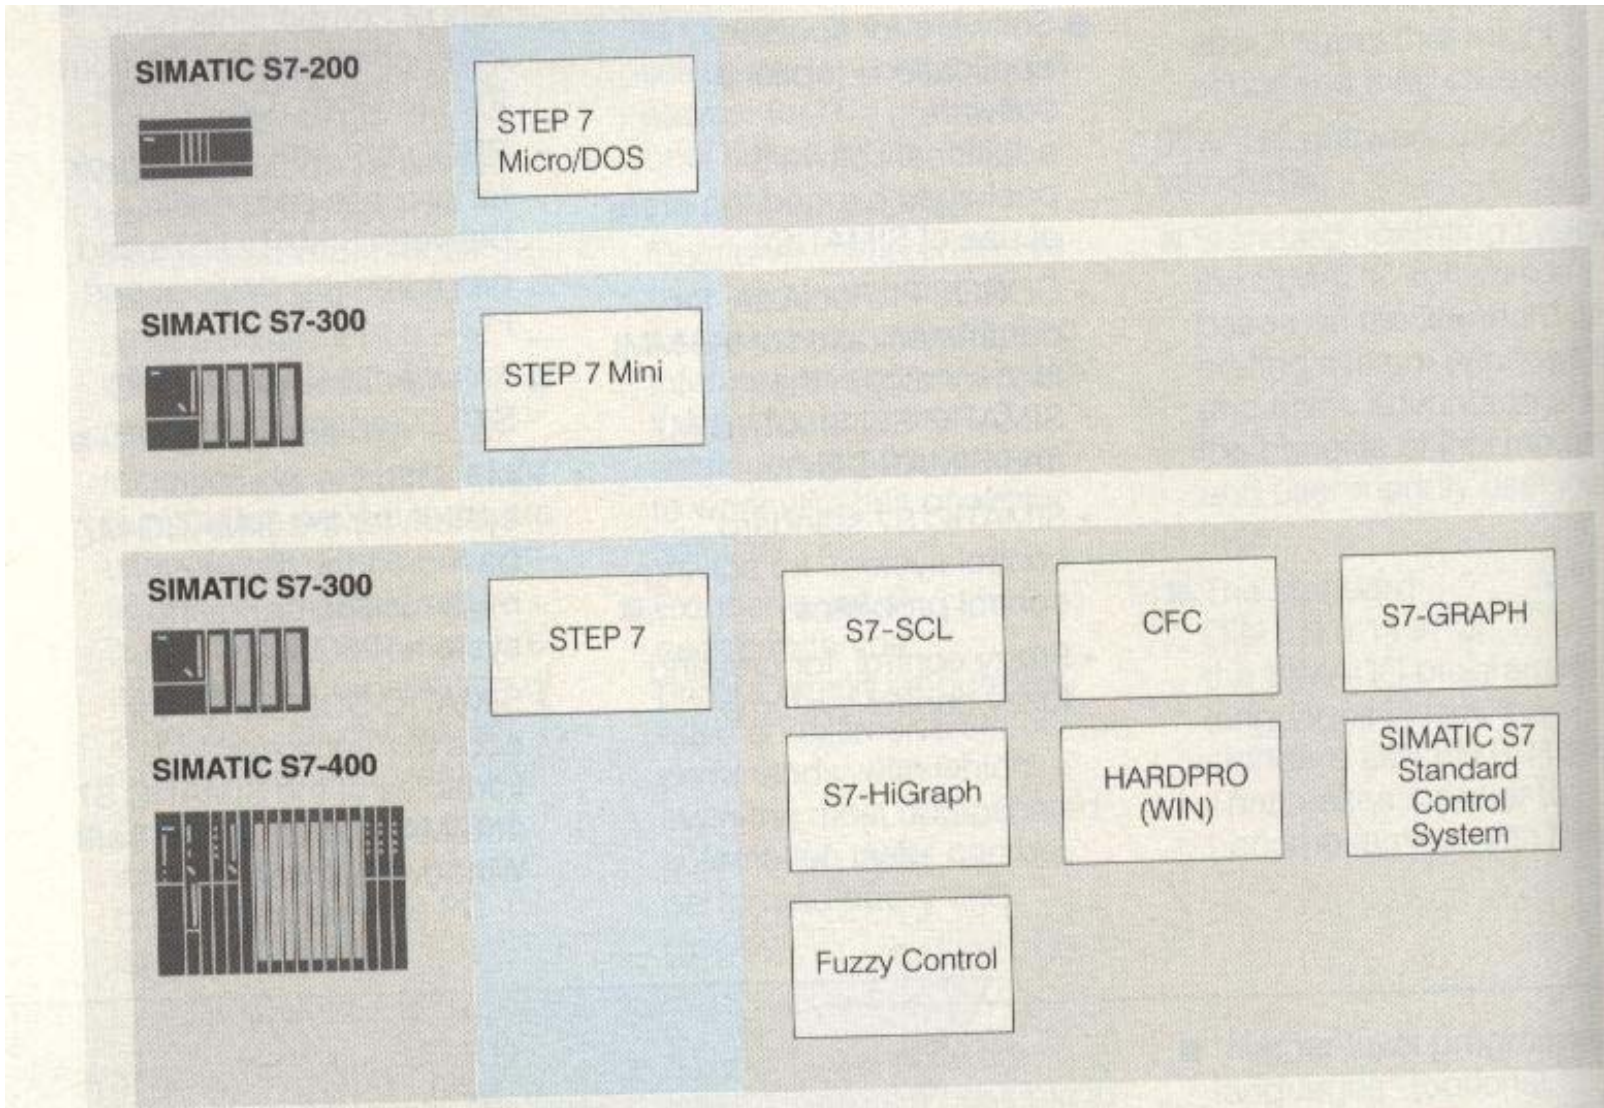 SIMATIC S7-200
STEP 7
Micro/DOS
SIMATIC S7-300
STEP 7 Mini
SIMATIC S7-300
STEP 7
S7-SCL
CFC
S7-GRAPH
SIMATIC S7-400
S7-HiGraph
HARDPRO
(WIN)
SIMATIC S7
Standard
Control
System
Fuzzy Control